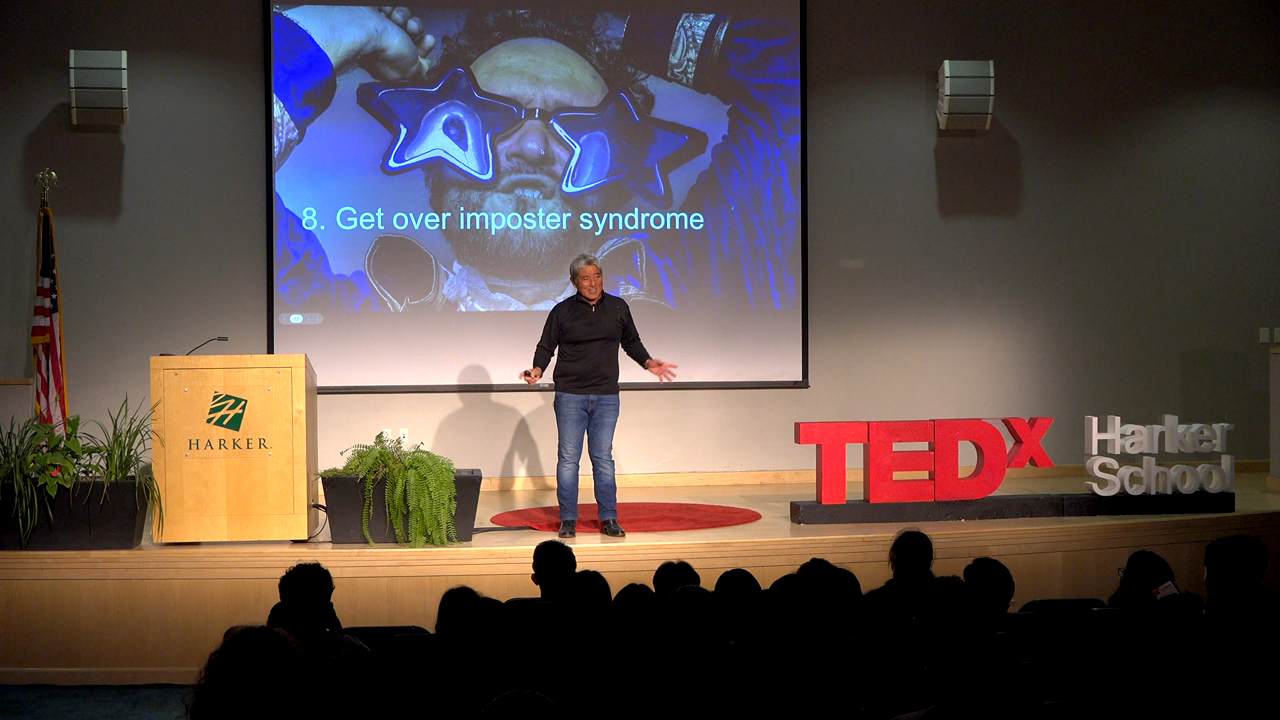 8. Get over imposter syndrome
HARKER
TEDx
Harker
School